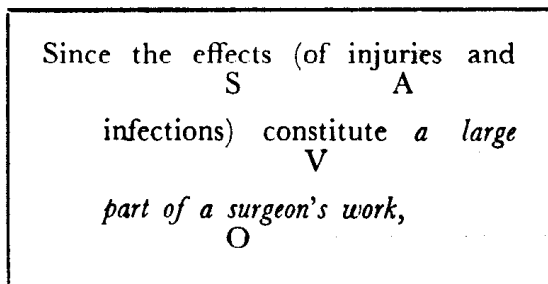 Since the effects (of injuries and
S A
infections) constitute a large
V
part of a surgeon's work,
O